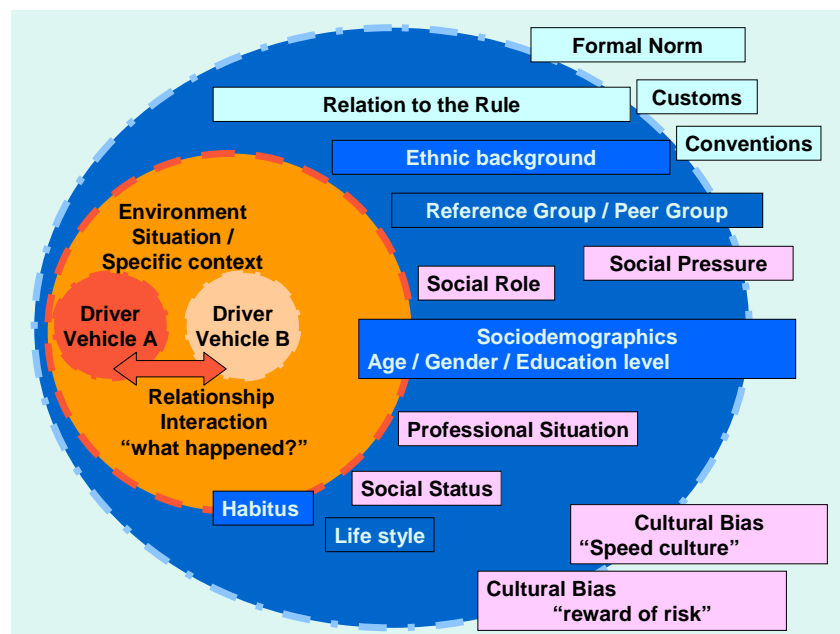 Formal Norm
Relation to the Rule
Customs
Conventions
Ethnic background
Reference Group / Peer Group
Environment
Situation /
Specific context
Social Pressure
Social Role
Driver
Vehicle A
Driver
Vehicle B
Sociodemographics
Age / Gender / Education level
Relationship
Interaction
“what happened?”
Professional Situation
Social Status
Habitus
Life style
Cultural Bias
“Speed culture”
Cultural Bias
“reward of risk”